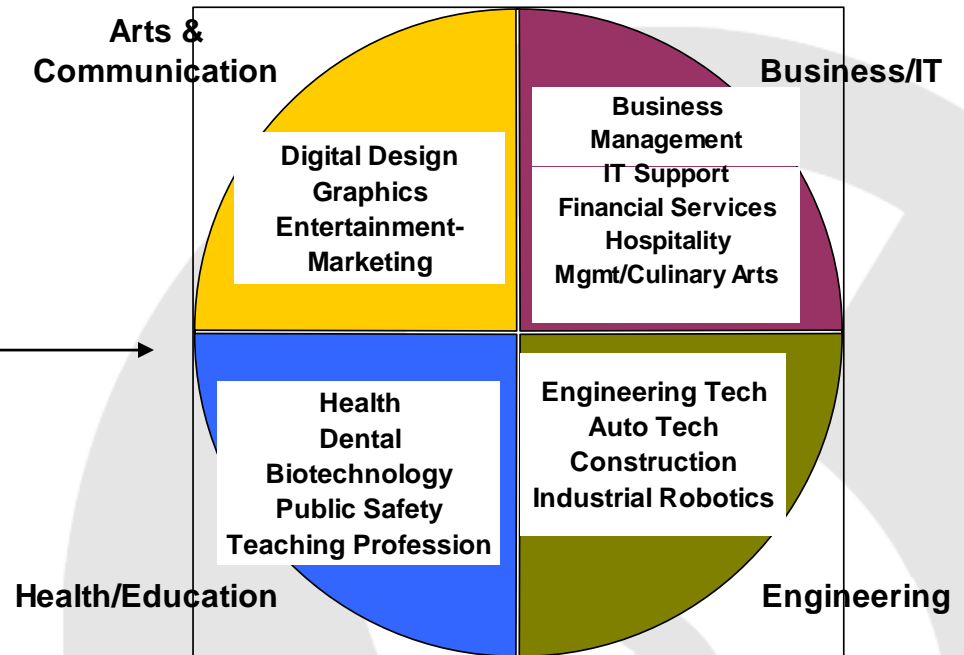 Arts &
Communication
Business/IT
Digital Design
Graphics
Entertainment-
Marketing
Business
Management
IT Support
Financial Services
Hospitality
Mgmt/Culinary Arts
Health
Dental
Biotechnology
Public Safety
Teaching Profession
Engineering Tech
Auto Tech
Construction
Industrial Robotics
Health/Education
Engineering